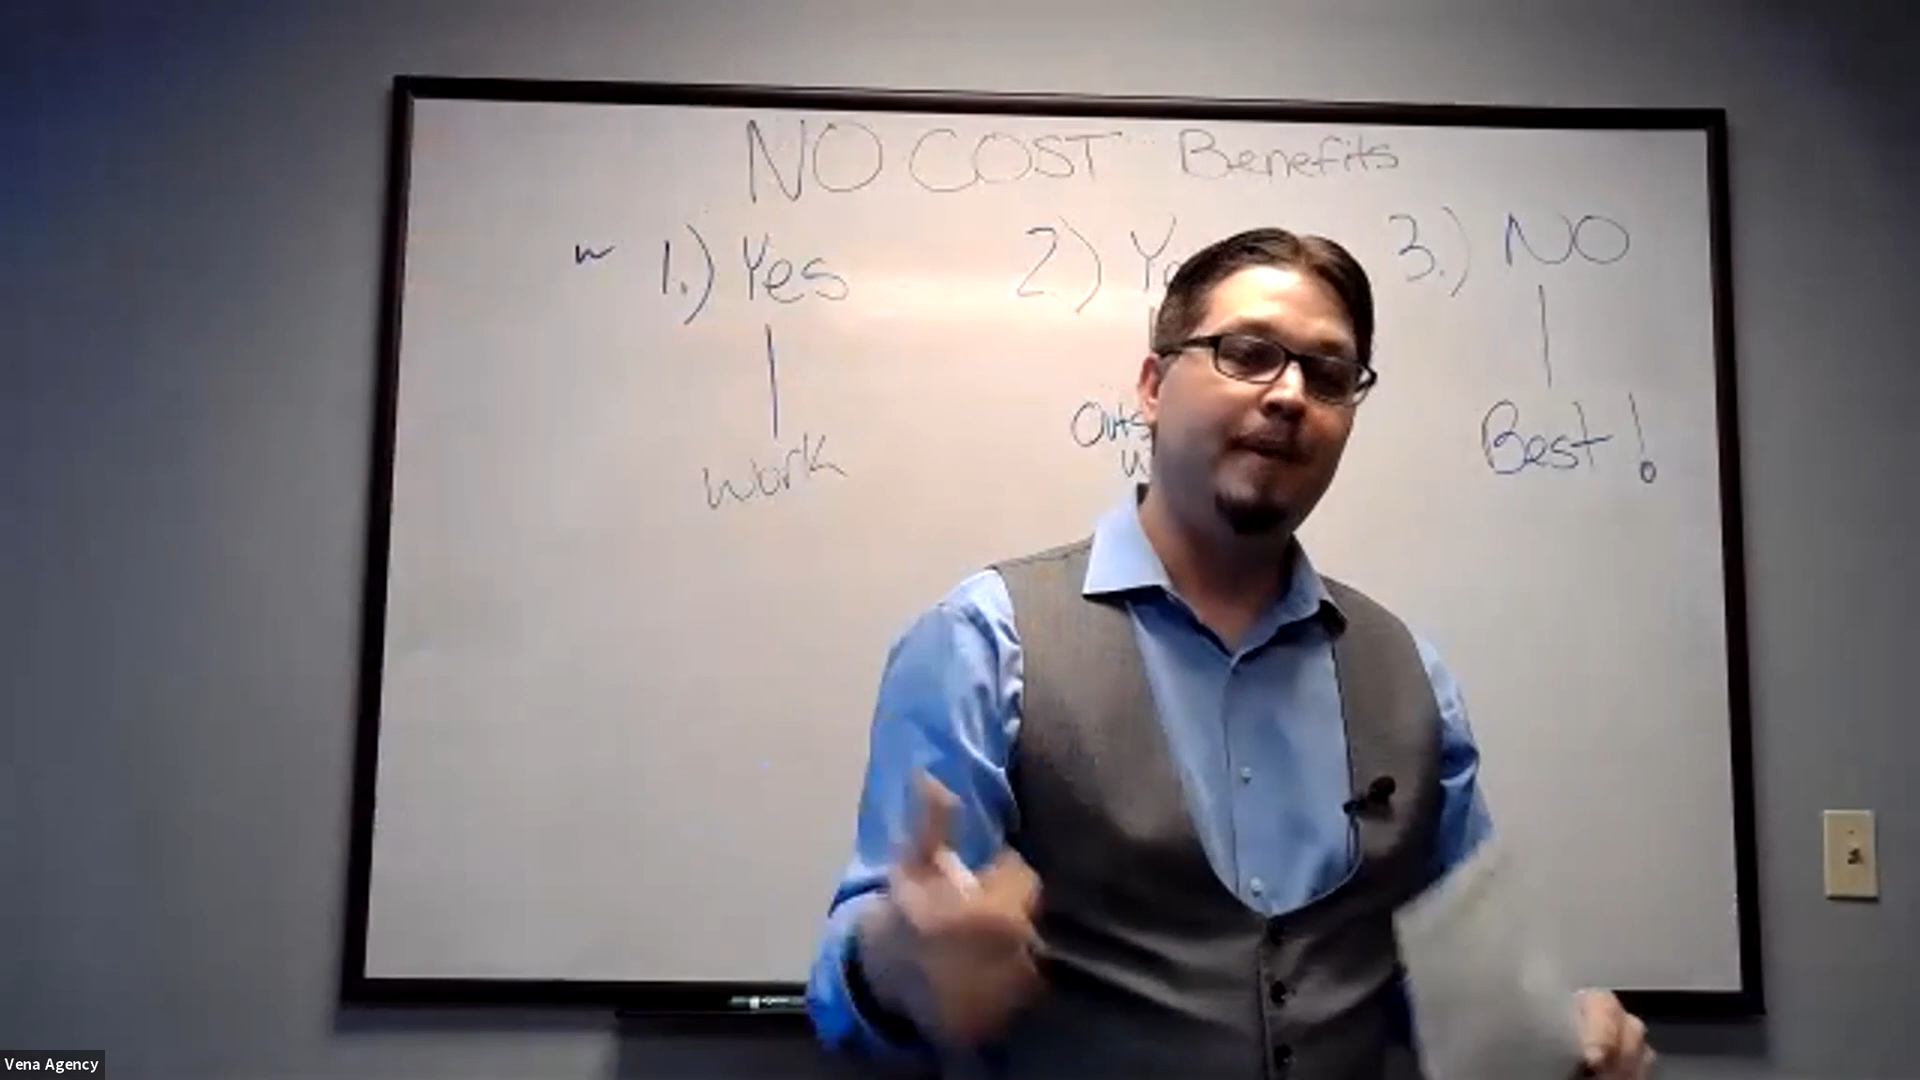 NO COST Benefits
1.) Yes 2.) 3.) NO
work Best!
Vena Agency